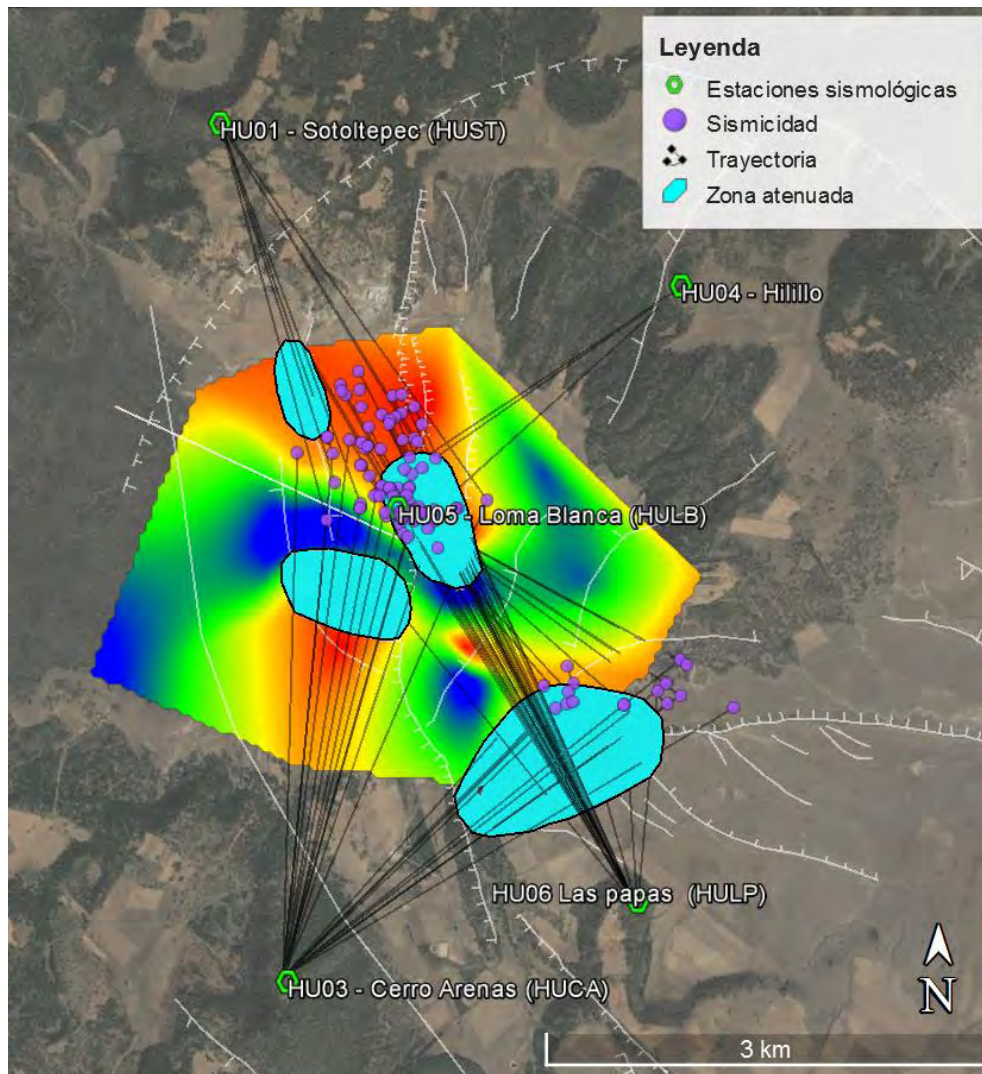 Leyenda
Estaciones sismológicas
Sismicidad
Trayectoria
Zona atenuada
HU01 - Sotoltepec (HUST)
HU04 - Hilillo
HU05 - Loma Blanca (HULB)
HU06 Las papas (HULP)
HU03 - Cerro Arenas (HUCA)
N
3 km